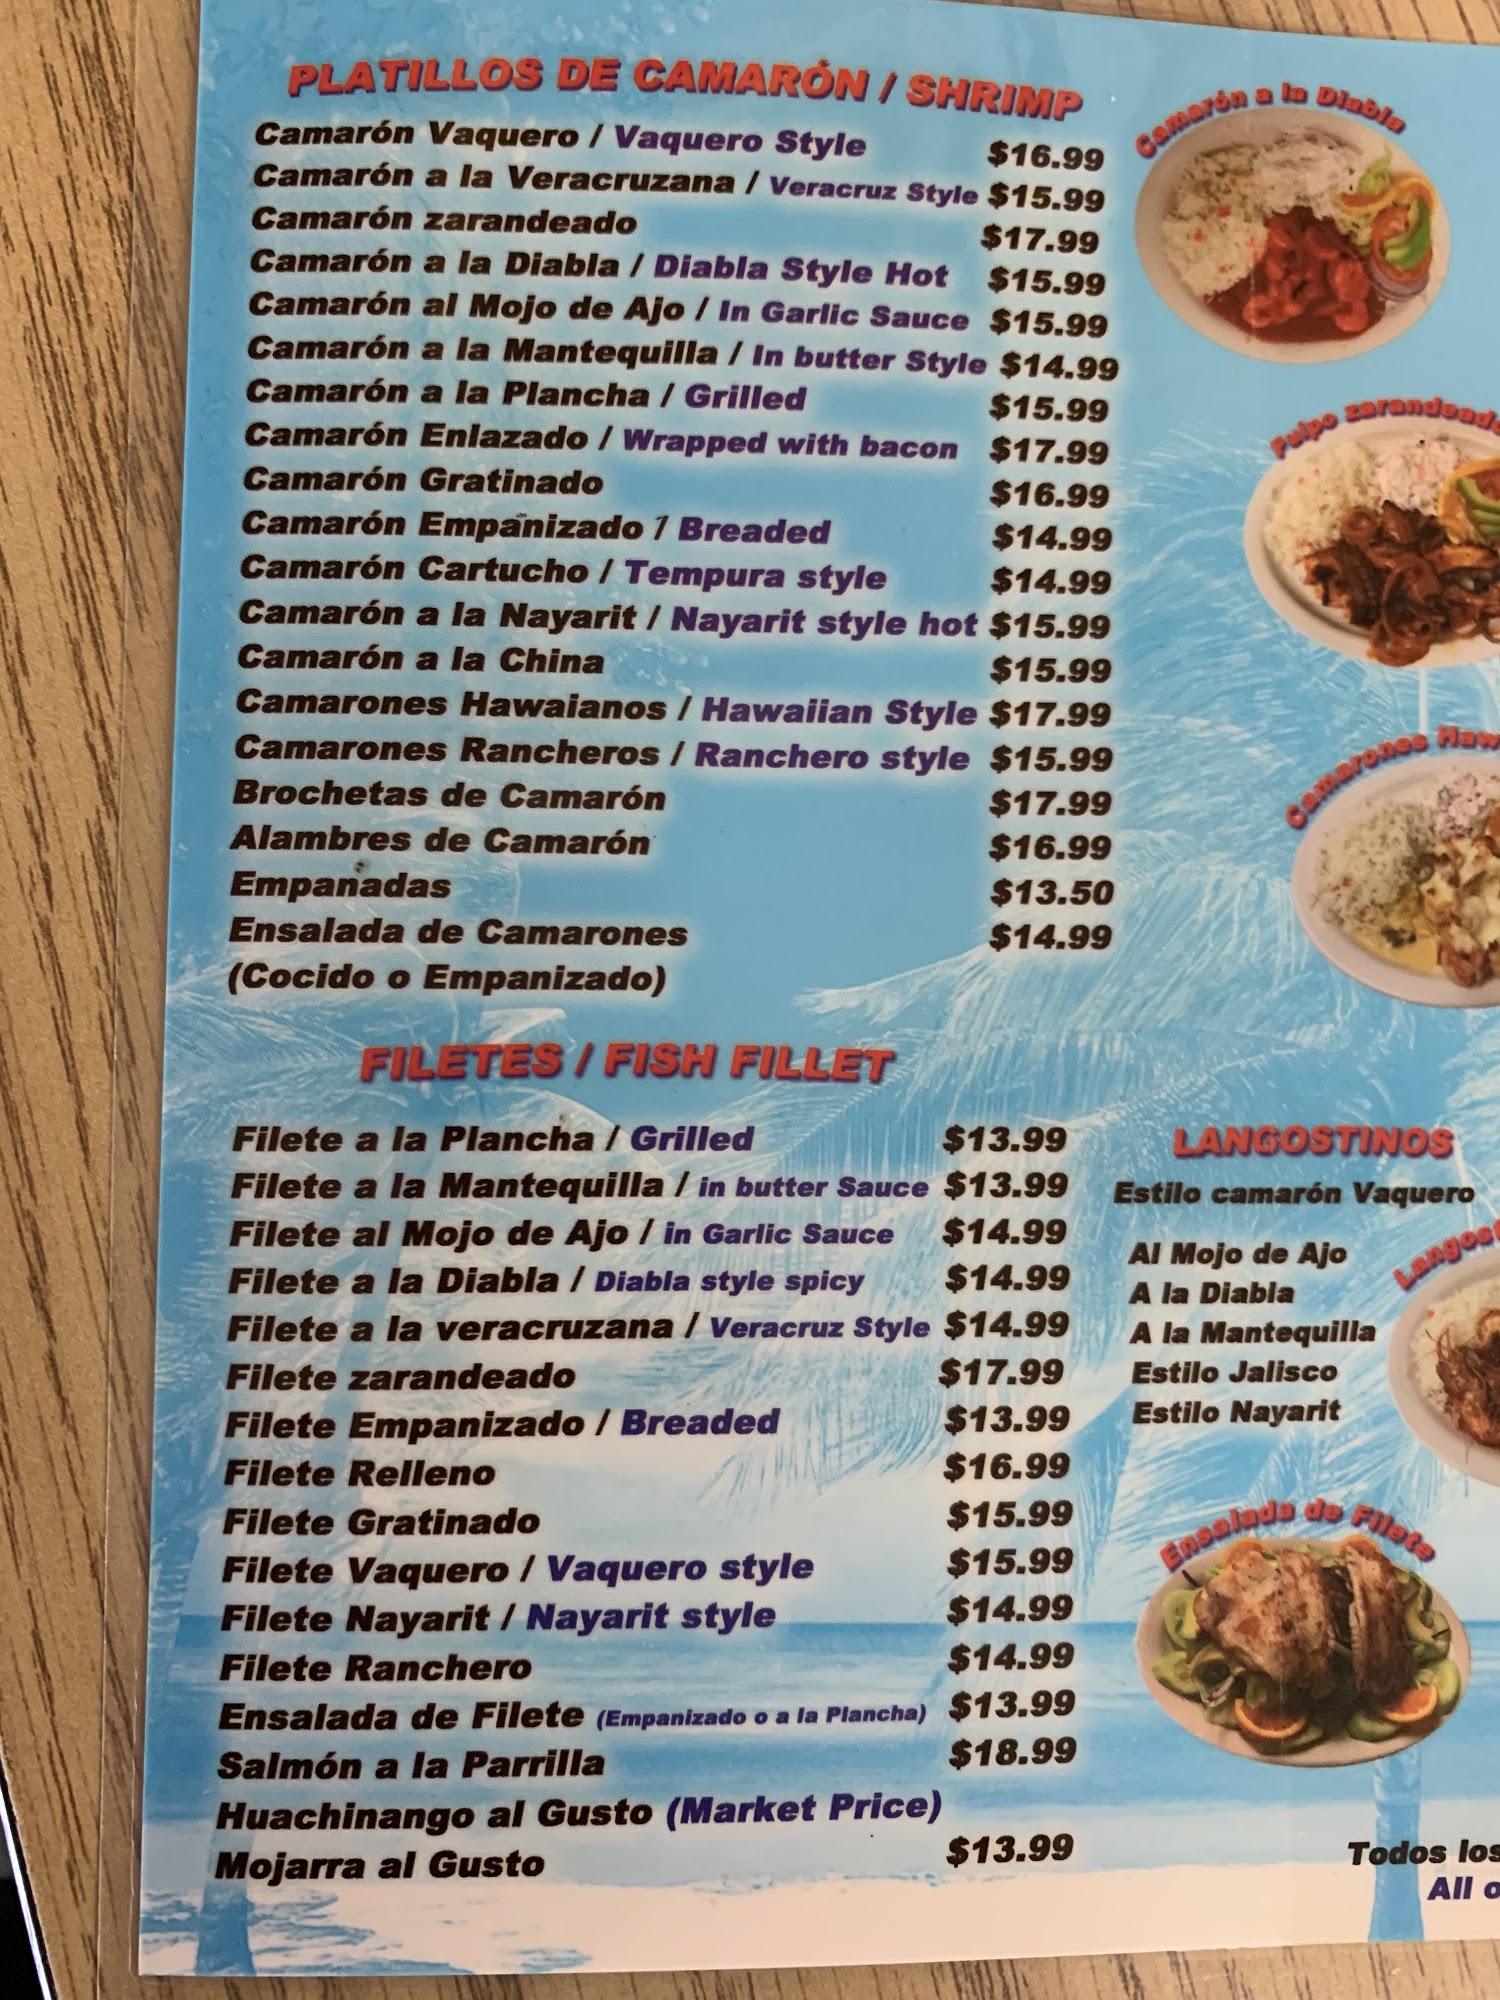 PLATILLOS DE CAMARÓN / SHRIMP
Camarón Vaquero / Vaquero Style $16.99
Camarón a la Veracruzana / Veracruz Style $15.99
Camarón zarandeado $17.99
Camarón a la Diabla / Diabla Style Hot $15.99
Camarón al Mojo de Ajo / In Garlic Sauce $15.99
Camarón a la Mantequilla / In butter Style $14.99
Camarón a la Plancha / Grilled $15.99
Camarón Enlazado / Wrapped with bacon $17.99
Camarón Gratinado $16.99
Camarón Empanizado / Breaded $14.99
Camarón Cartucho / Tempura style $14.99
Camarón a la Nayarit / Nayarit style hot $15.99
Camarón a la China $15.99
Camarones Hawaianos / Hawaiian Style $17.99
Camarones Rancheros / Ranchero style $15.99
Brochetas de Camarón $17.99
Alambres de Camarón $16.99
Empanadas $13.50
Ensalada de Camarones $14.99
(Cocido o Empanizado)
Camarón a la Diabla
Pulpo zarandeado
Camarones Haw
FILETES / FISH FILLET
Filete a la Plancha / Grilled $13.99
Filete a la Mantequilla / in butter Sauce $13.99
Filete al Mojo de Ajo / in Garlic Sauce $14.99
Filete a la Diabla / Diabla style spicy $14.99
Filete a la veracruzana / Veracruz Style $14.99
Filete zarandeado $17.99
Filete Empanizado / Breaded $13.99
Filete Relleno $16.99
Filete Gratinado $15.99
Filete Vaquero / Vaquero style $15.99
Filete Nayarit / Nayarit style $14.99
Filete Ranchero $14.99
Ensalada de Filete (Empanizado o a la Plancha) $13.99
Salmón a la Parrilla $18.99
Huachinango al Gusto (Market Price)
Mojarra al Gusto $13.99
LANGOSTINOS
Estilo camarón Vaquero
Al Mojo de Ajo
A la Diabla
A la Mantequilla
Estilo Jalisco
Estilo Nayarit
Langost
Ensalada de Filete
Todos los
All o